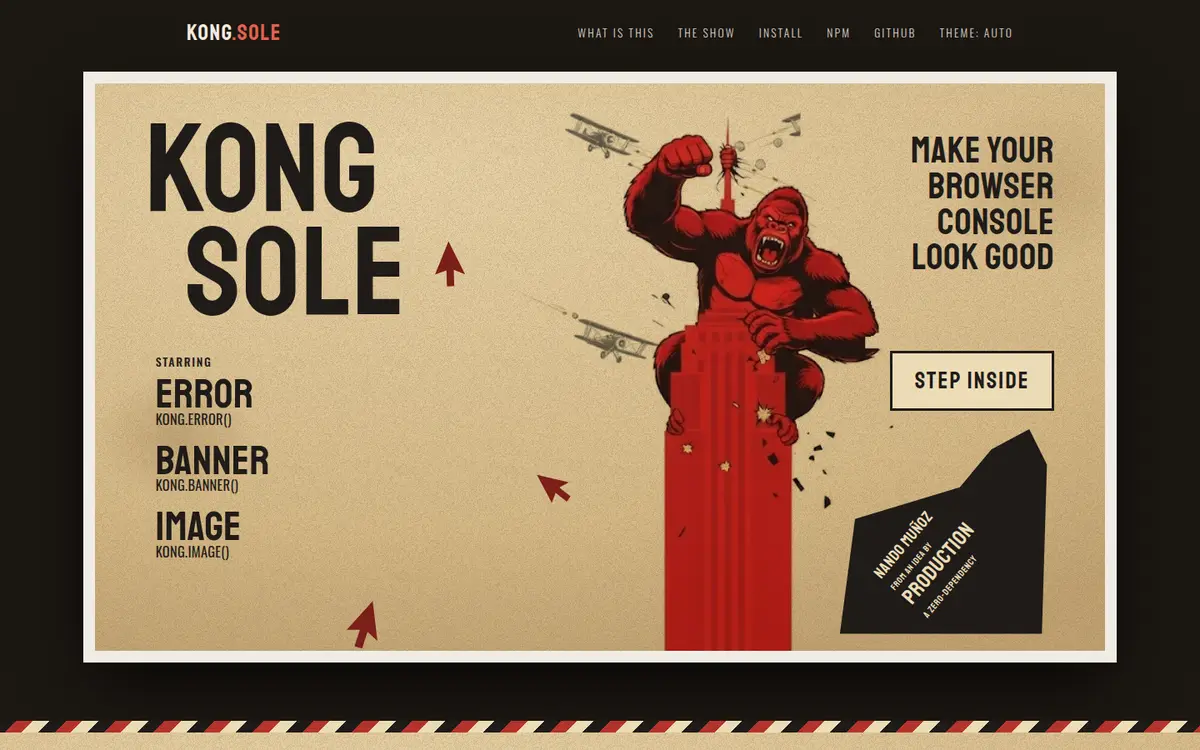 KONG.SOLE
WHAT IS THIS
THE SHOW
INSTALL
NPM
GITHUB
THEME: AUTO
KONG
SOLE
MAKE YOUR
BROWSER
CONSOLE
LOOK GOOD
STARRING
ERROR
KONG.ERROR()
BANNER
KONG.BANNER()
IMAGE
KONG.IMAGE()
STEP INSIDE
NANDO MUÑOZ
FROM AN IDEA BY
PRODUCTION
A ZERO-DEPENDENCY